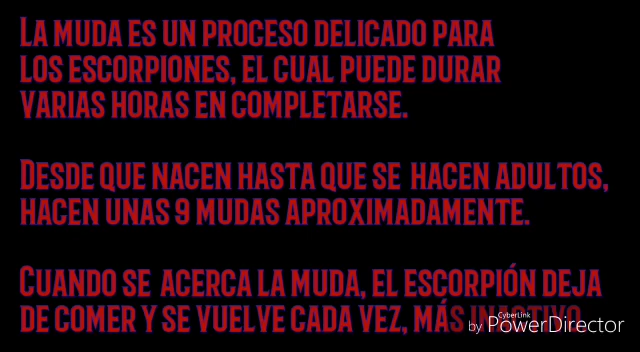 LA MUDA ES UN PROCESO DELICADO PARA
LOS ESCORPIONES, EL CUAL PUEDE DURAR
VARIAS HORAS EN COMPLETARSE.
DESDE QUE NACEN HASTA QUE SE HACEN ADULTOS,
HACEN UNAS 9 MUDAS APROXIMADAMENTE.
CUANDO SE ACERCA LA MUDA, EL ESCORPIÓN DEJA
DE COMER Y SE VUELVE CADA VEZ, MÁS INACTIVO.
CyberLink
by PowerDirector